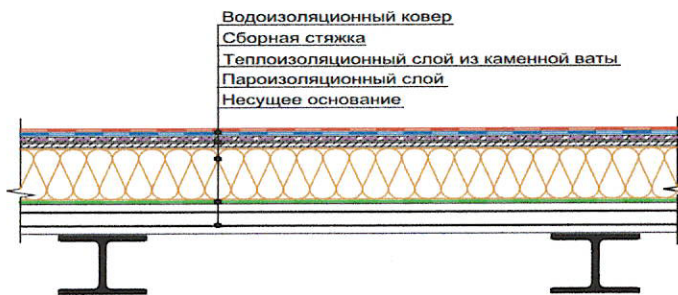 Водоизоляционный ковер
Сборная стяжка
Теплоизоляционный слой из каменной ваты
Пароизоляционный слой
Несущее основание